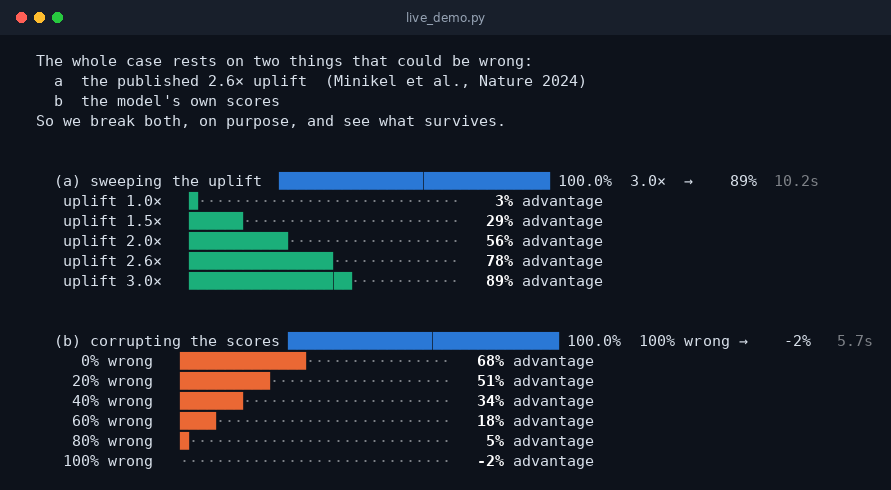 live_demo.py
The whole case rests on two things that could be wrong:
a  the published 2.6× uplift  (Minikel et al., Nature 2024)
b  the model's own scores
So we break both, on purpose, and see what survives.
(a) sweeping the uplift 100.0%  3.0×  →  89%  10.2s
uplift 1.0× 3% advantage
uplift 1.5× 29% advantage
uplift 2.0× 56% advantage
uplift 2.6× 78% advantage
uplift 3.0× 89% advantage
(b) corrupting the scores 100.0%  100% wrong →  -2%  5.7s
0% wrong 68% advantage
20% wrong 51% advantage
40% wrong 34% advantage
60% wrong 18% advantage
80% wrong 5% advantage
100% wrong -2% advantage